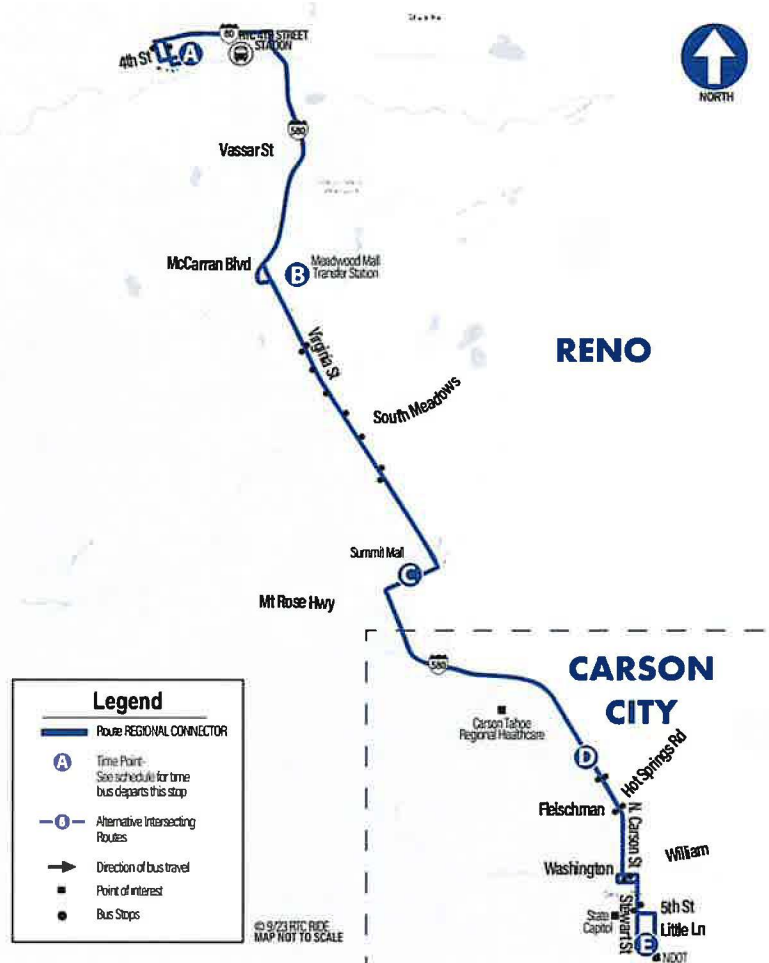 80
RTC 4TH STREET
STATION
4th St
A
NORTH
580
Vassar St
McCarran Blvd
B
Meadwood Mall
Transfer Station
Virginia St
RENO
South Meadows
Summit Mall
C
Mt Rose Hwy
580
CARSON
CITY
Carson Tahoe
Regional Healthcare
D
Hot Springs Rd
Fleischman
N. Carson St
William
Washington
State
Capitol
Stewart St
5th St
Little Ln
E
NDOT
Legend
Route REGIONAL CONNECTOR
A
Time Point-
See schedule for time
bus departs this stop
6
Alternative Intersecting
Routes
Direction of bus travel
Point of interest
Bus Stops
© 9/23 RTC RIDE
MAP NOT TO SCALE